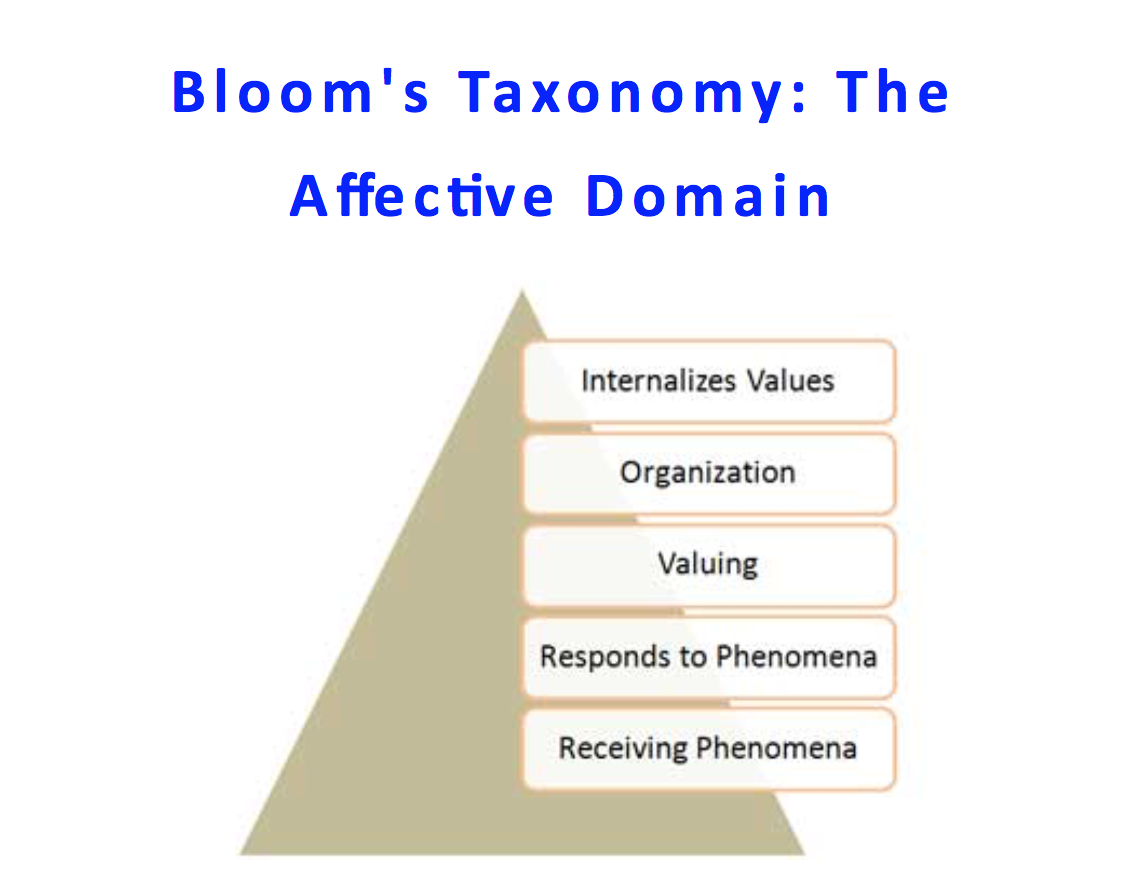 Bloom's Taxonomy: The
Affective Domain
Internalizes Values
Organization
Valuing
Responds to Phenomena
Receiving Phenomena